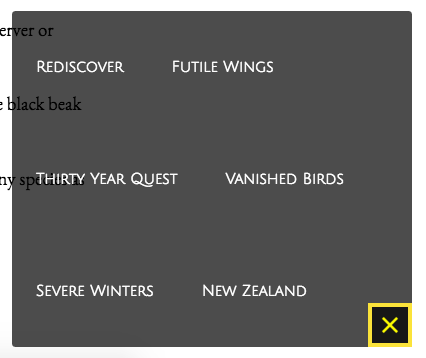 erver or
Rediscover Futile Wings
e black beak
Thirty Year Quest Vanished Birds
Severe Winters New Zealand